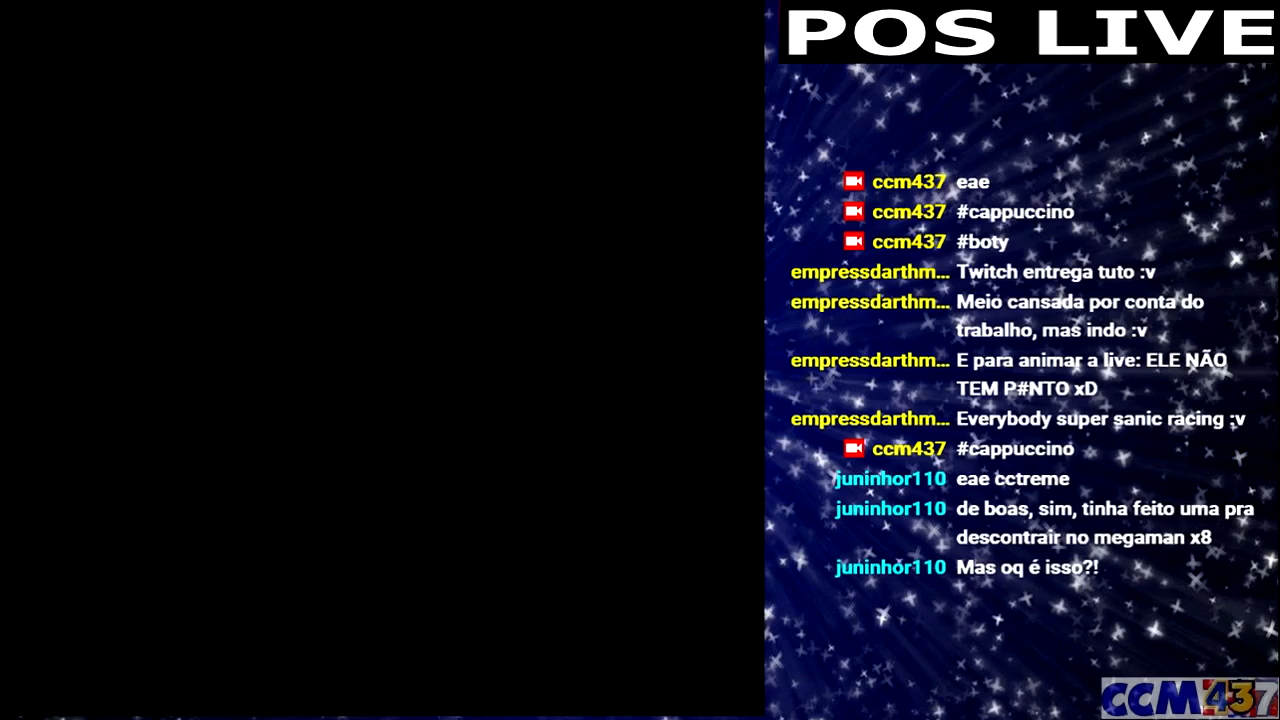 POS LIVE
ccm437 eae
ccm437 #cappuccino
ccm437 #boty
empressdarthm... Twitch entrega tuto :v
empressdarthm... Meio cansada por conta do
trabalho, mas indo :v
empressdarthm... E para animar a live: ELE NÃO
TEM P#NTO xD
empressdarthm... Everybody super sanic racing :v
ccm437 #cappuccino
juninhor110 eae cctreme
juninhor110 de boas, sim, tinha feito uma pra
descontrair no megaman x8
juninhor110 Mas oq é isso?!
CCM437